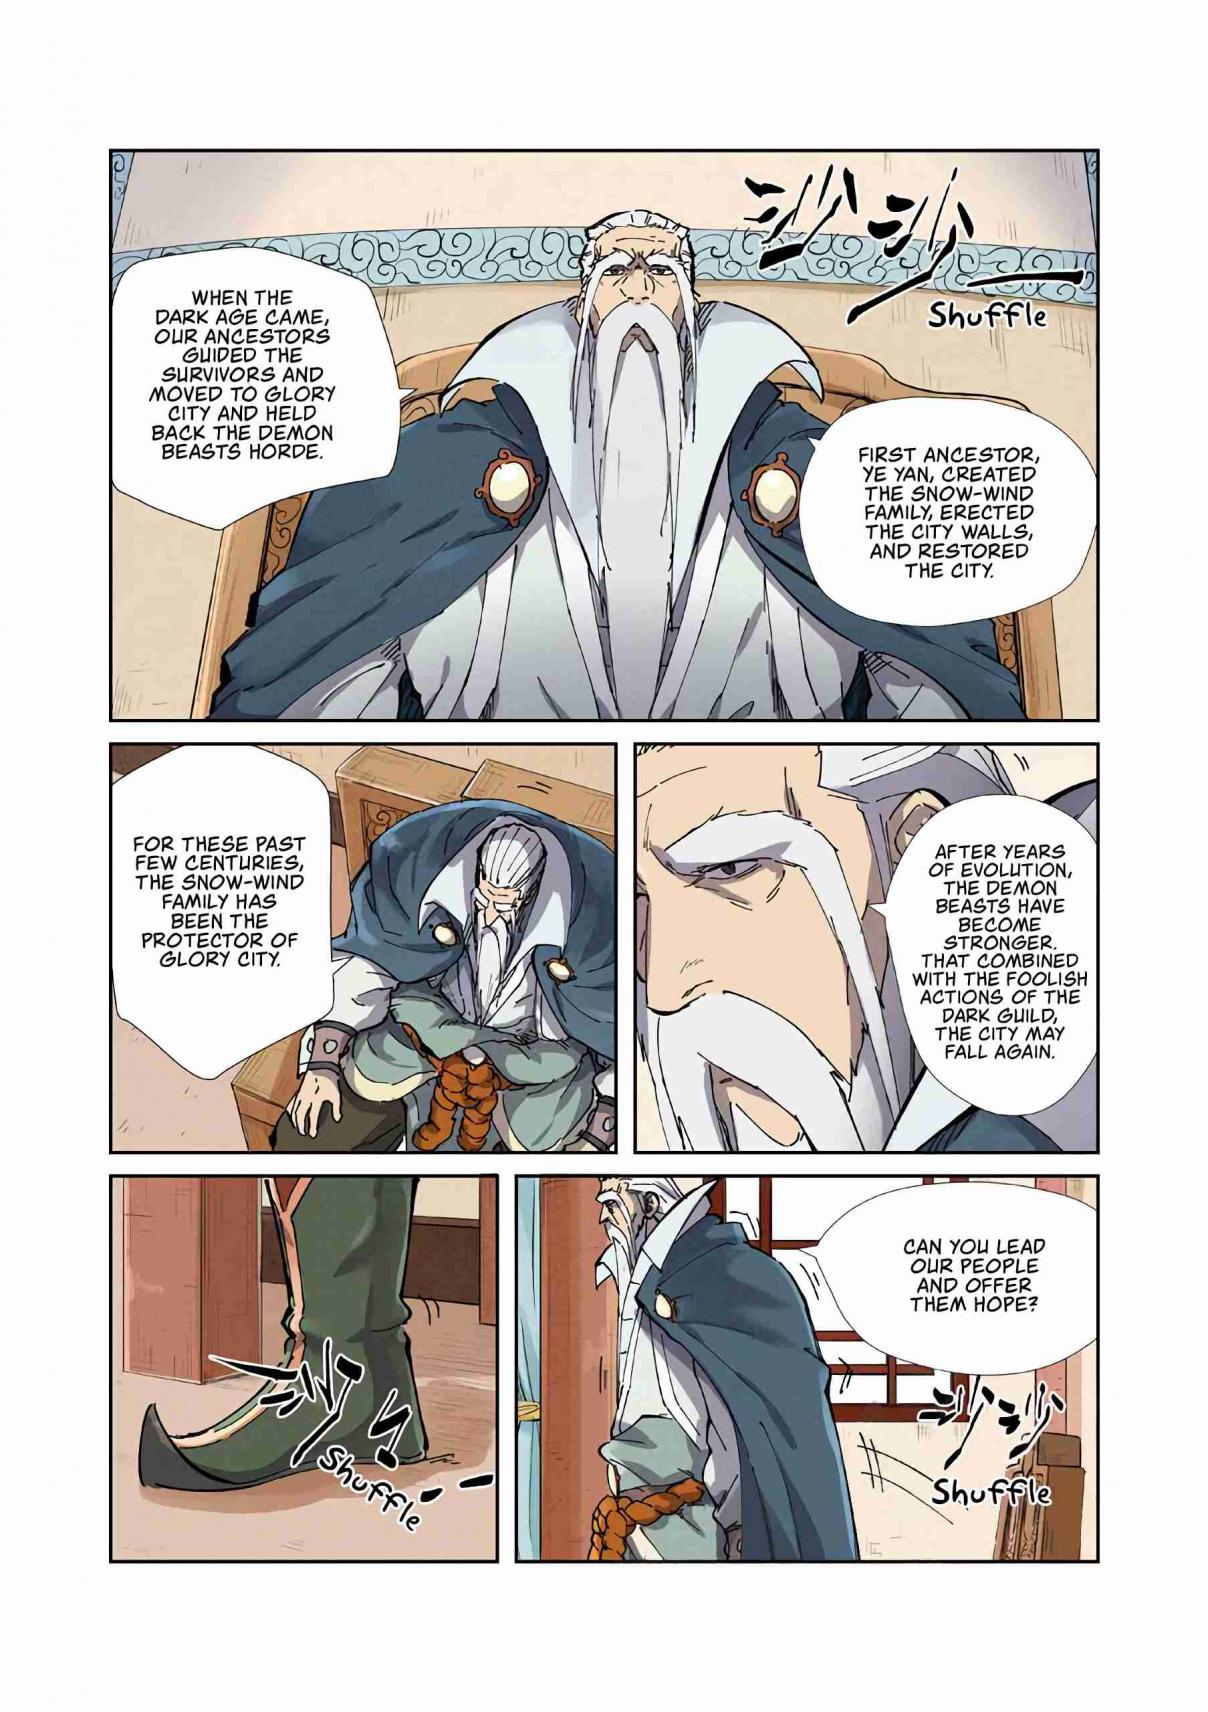 WHEN THE
DARK AGE CAME,
OUR ANCESTORS
GUIDED THE
SURVIVORS AND
MOVED TO GLORY
CITY AND HELD
BACK THE DEMON
BEASTS HORDE.
沙沙
Shuffle
FIRST ANCESTOR,
YE YAN, CREATED
THE SNOW-WIND
FAMILY, ERECTED
THE CITY WALLS,
AND RESTORED
THE CITY.
FOR THESE PAST
FEW CENTURIES,
THE SNOW-WIND
FAMILY HAS
BEEN THE
PROTECTOR OF
GLORY CITY.
AFTER YEARS
OF EVOLUTION,
THE DEMON
BEASTS HAVE
BECOME
STRONGER.
THAT COMBINED
WITH THE FOOLISH
ACTIONS OF THE
DARK GUILD,
THE CITY MAY
FALL AGAIN.
Shuffle
CAN YOU LEAD
OUR PEOPLE
AND OFFER
THEM HOPE?
沙沙
Shuffle